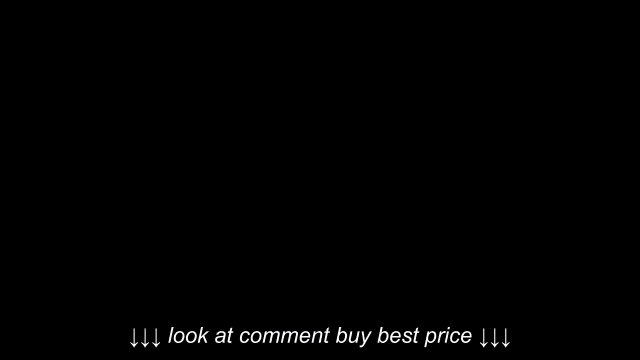 ↓↓↓ look at comment buy best price ↓↓↓